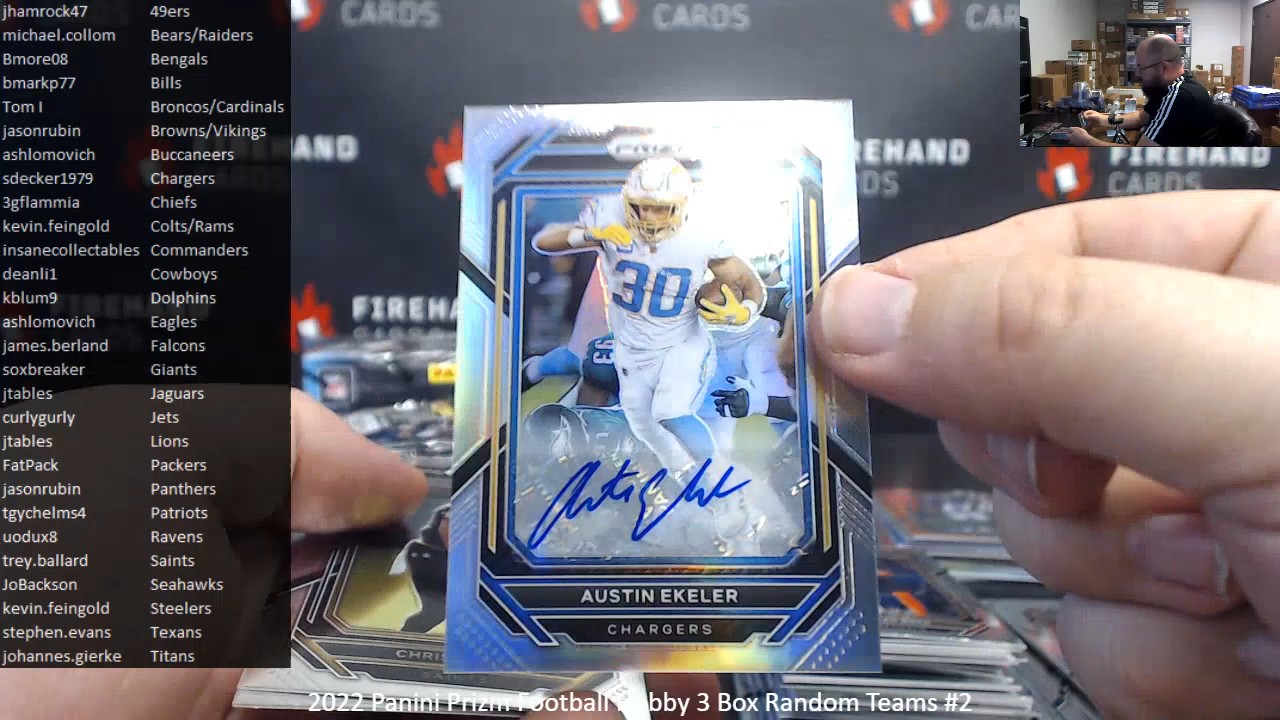 jhamrock47 49ers
michael.collom Bears/Raiders
Bmore08 Bengals
bmarkp77 Bills
Tom I Broncos/Cardinals
jasonrubin Browns/Vikings
ashlomovich Buccaneers
sdecker1979 Chargers
3gflammia Chiefs
kevin.feingold Colts/Rams
insanecollectables Commanders
deanli1 Cowboys
kblum9 Dolphins
ashlomovich Eagles
james.berland Falcons
soxbreaker Giants
jtables Jaguars
curlygurly Jets
jtables Lions
FatPack Packers
jasonrubin Panthers
tgychelms4 Patriots
uodux8 Ravens
trey.ballard Saints
JoBackson Seahawks
kevin.feingold Steelers
stephen.evans Texans
johannes.gierke Titans
CARDS
CARDS
FIREHAND
CARDS
FIREHAND
30
93
AUSTIN EKELER
CHARGERS
2022 Panini Prizm Football Hobby 3 Box Random Teams #2